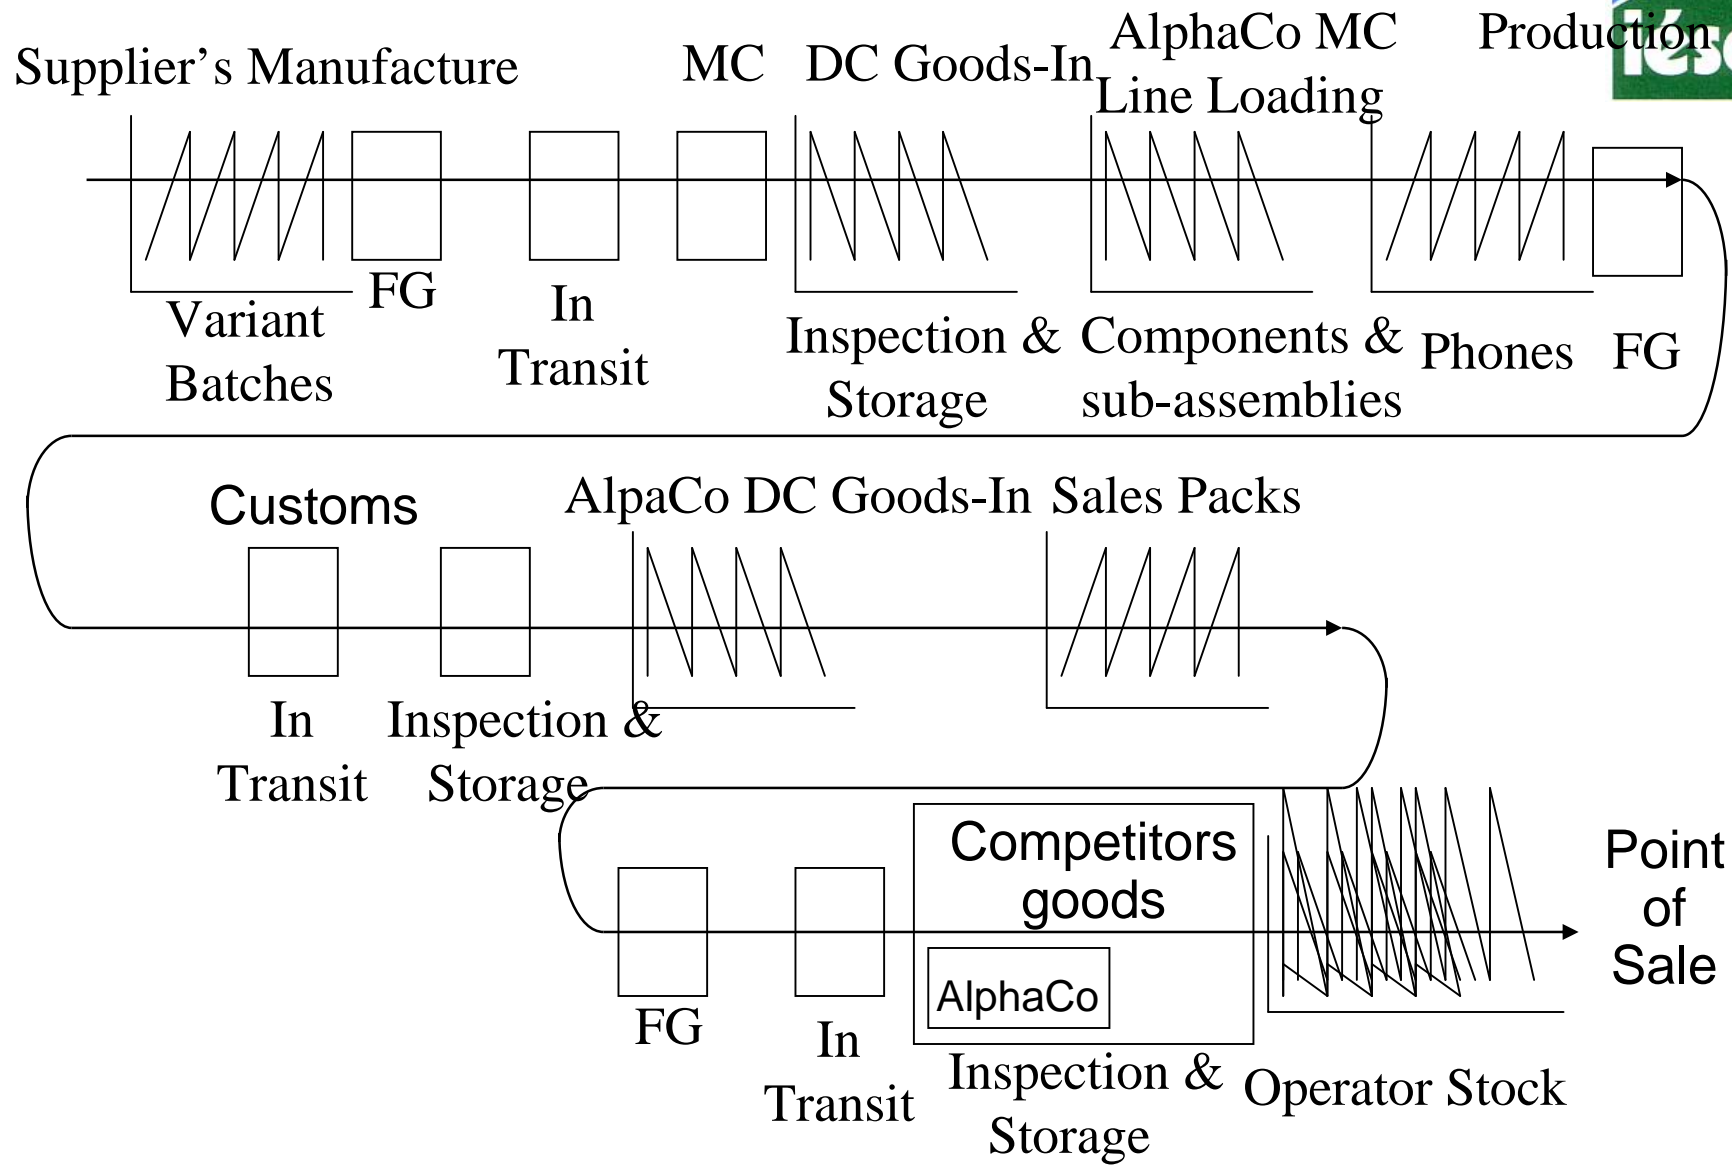 Supplier's Manufacture
MC
DC Goods-In
AlphaCo MC
Line Loading
Production
Variant
Batches
FG
In
Transit
Inspection &
Storage
Components &
sub-assemblies
Phones
FG
Customs
AlpaCo DC Goods-In
Sales Packs
In
Transit
Inspection &
Storage
Competitors
goods
AlphaCo
Point
of
Sale
FG
In
Transit
Inspection &
Storage
Operator Stock